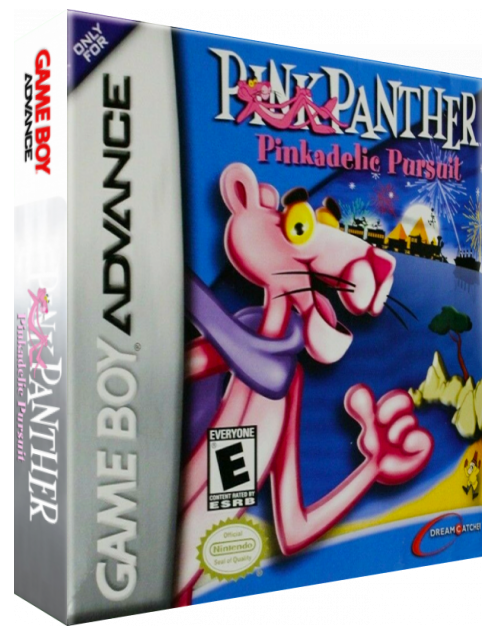 ONLY
FOR
GAME BOY
ADVANCE
PINK PANTHER
Pinkadelic Pursuit
GAME BOY ADVANCE
PINK PANTHER
Pinkadelic Pursuit
EVERYONE
E
CONTENT RATED BY
ESRB
Official
Nintendo
Seal of Quality
DREAMCATCHER